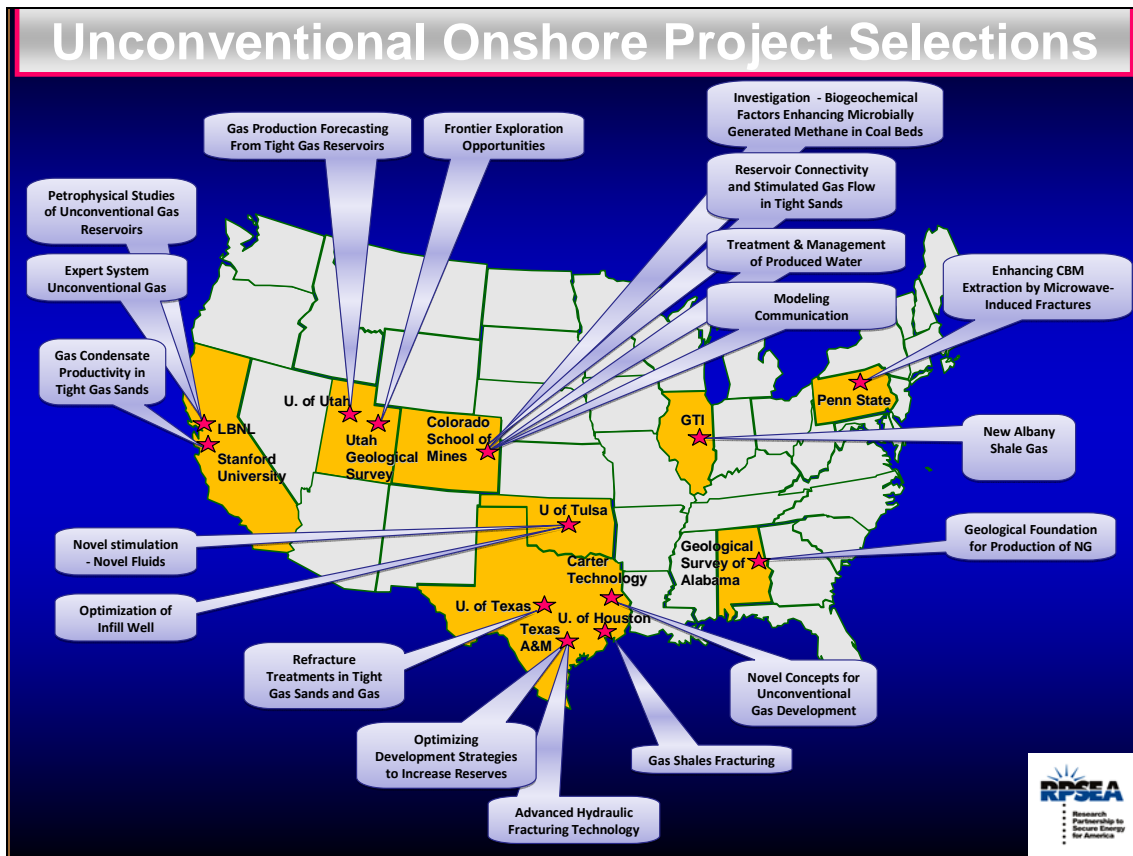 Unconventional Onshore Project Selections
Investigation - Biogeochemical
Factors Enhancing Microbially
Generated Methane in Coal Beds
Gas Production Forecasting
From Tight Gas Reservoirs
Frontier Exploration
Opportunities
Reservoir Connectivity
and Stimulated Gas Flow
in Tight Sands
Petrophysical Studies
of Unconventional Gas
Reservoirs
Treatment & Management
of Produced Water
Expert System
Unconventional Gas
Enhancing CBM
Extraction by Microwave-
Induced Fractures
Modeling
Communication
Gas Condensate
Productivity in
Tight Gas Sands
U. of Utah
Penn State
LBNL
Stanford
University
Utah
Geological
Survey
Colorado
School of
Mines
GTI
New Albany
Shale Gas
U of Tulsa
Novel stimulation
- Novel Fluids
Geological
Survey of
Alabama
Geological Foundation
for Production of NG
Carter
Technology
Optimization of
Infill Well
U. of Texas
U. of Houston
Texas
A&M
Refracture
Treatments in Tight
Gas Sands and Gas
Novel Concepts for
Unconventional
Gas Development
Optimizing
Development Strategies
to Increase Reserves
Gas Shales Fracturing
Advanced Hydraulic
Fracturing Technology
RPSEA
Research
Partnership to
Secure Energy
for America